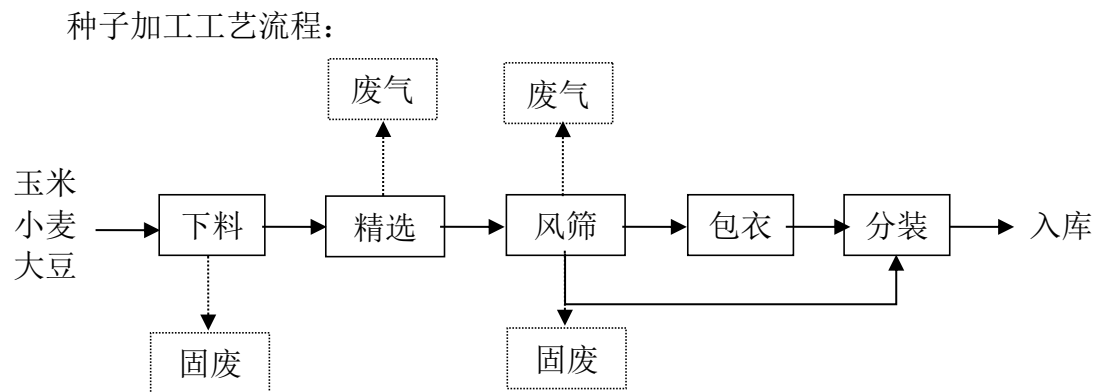 种子加工工艺流程：
废气
废气
玉米
小麦
大豆
下料
精选
风筛
包衣
分装
入库
固废
固废